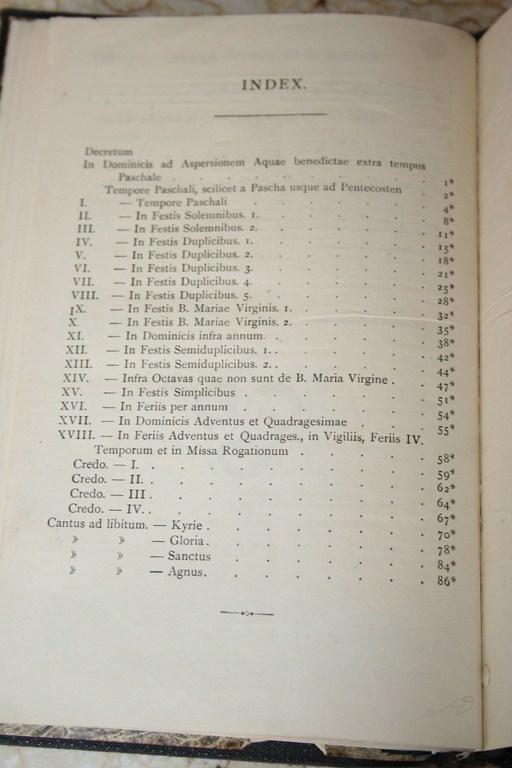 INDEX.
Decretum
In Dominicis ad Aspersionem Aquae benedictae extra tempus
Paschale . . . . . . . . 1*
Tempore Paschali, scilicet a Pascha usque ad Pentecosten . 2*
I. — Tempore Paschali . . . . . . 4*
II. — In Festis Solemnibus. 1. . . . . . 8*
III. — In Festis Solemnibus. 2. . . . . . 11*
IV. — In Festis Duplicibus. 1. . . . . . 15*
V. — In Festis Duplicibus. 2. . . . . . 18*
VI. — In Festis Duplicibus. 3. . . . . . 21*
VII. — In Festis Duplicibus. 4. . . . . . 25*
VIII. — In Festis Duplicibus. 5. . . . . . 28*
IX. — In Festis B. Mariae Virginis. 1. . . . . 32*
X. — In Festis B. Mariae Virginis. 2. . . . . 35*
XI. — In Dominicis infra annum. . . . . . 38*
XII. — In Festis Semiduplicibus. 1. . . . . . 42*
XIII. — In Festis Semiduplicibus. 2. . . . . . 44*
XIV. — Infra Octavas quae non sunt de B. Maria Virgine . . 47*
XV. — In Festis Simplicibus . . . . . . 51*
XVI. — In Feriis per annum . . . . . . 54*
XVII. — In Dominicis Adventus et Quadragesimae . . . 55*
XVIII. — In Feriis Adventus et Quadrages., in Vigiliis, Feriis IV.
Temporum et in Missa Rogationum . . . . . 58*
Credo. — I. . . . . . . . . 59*
Credo. — II. . . . . . . . . 62*
Credo. — III . . . . . . . . 64*
Credo. — IV. . . . . . . . . 67*
Cantus ad libitum. — Kyrie . . . . . . . 70*
» » — Gloria. . . . . . . 78*
» » — Sanctus . . . . . . 84*
» » — Agnus. . . . . . . 86*